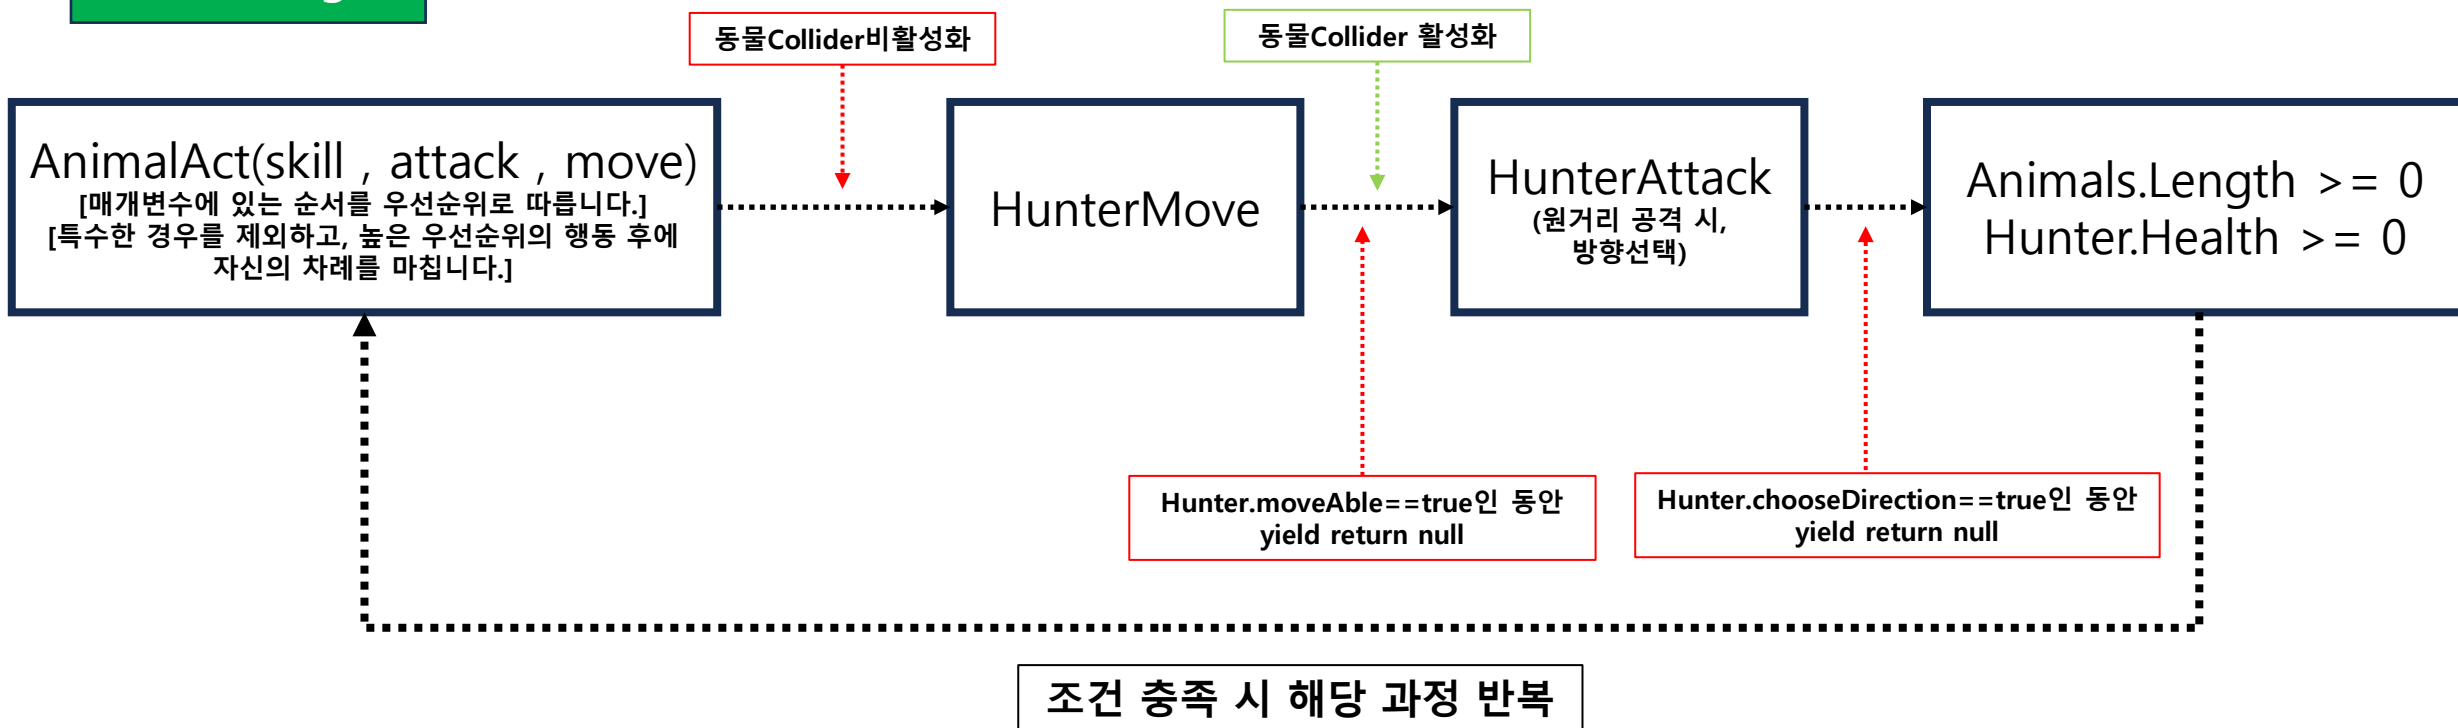 동물Collider비활성화
동물Collider 활성화
AnimalAct(skill , attack , move)
[매개변수에 있는 순서를 우선순위로 따릅니다.]
[특수한 경우를 제외하고, 높은 우선순위의 행동 후에
자신의 차례를 마칩니다.]
HunterMove
HunterAttack
(원거리 공격 시,
방향선택)
Animals.Length >= 0
Hunter.Health >= 0
Hunter.moveAble==true인 동안
yield return null
Hunter.chooseDirection==true인 동안
yield return null
조건 충족 시 해당 과정 반복